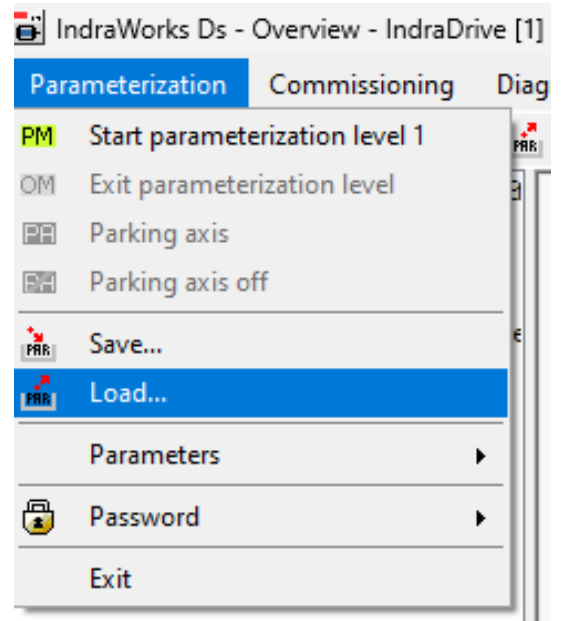 IndraWorks Ds - Overview - IndraDrive [1]
Parameterization Commissioning Diag
PM Start parameterization level 1
OM Exit parameterization level
PA Parking axis
Parking axis off
PAR Save...
PAR Load...
Parameters
Password
Exit
PAR